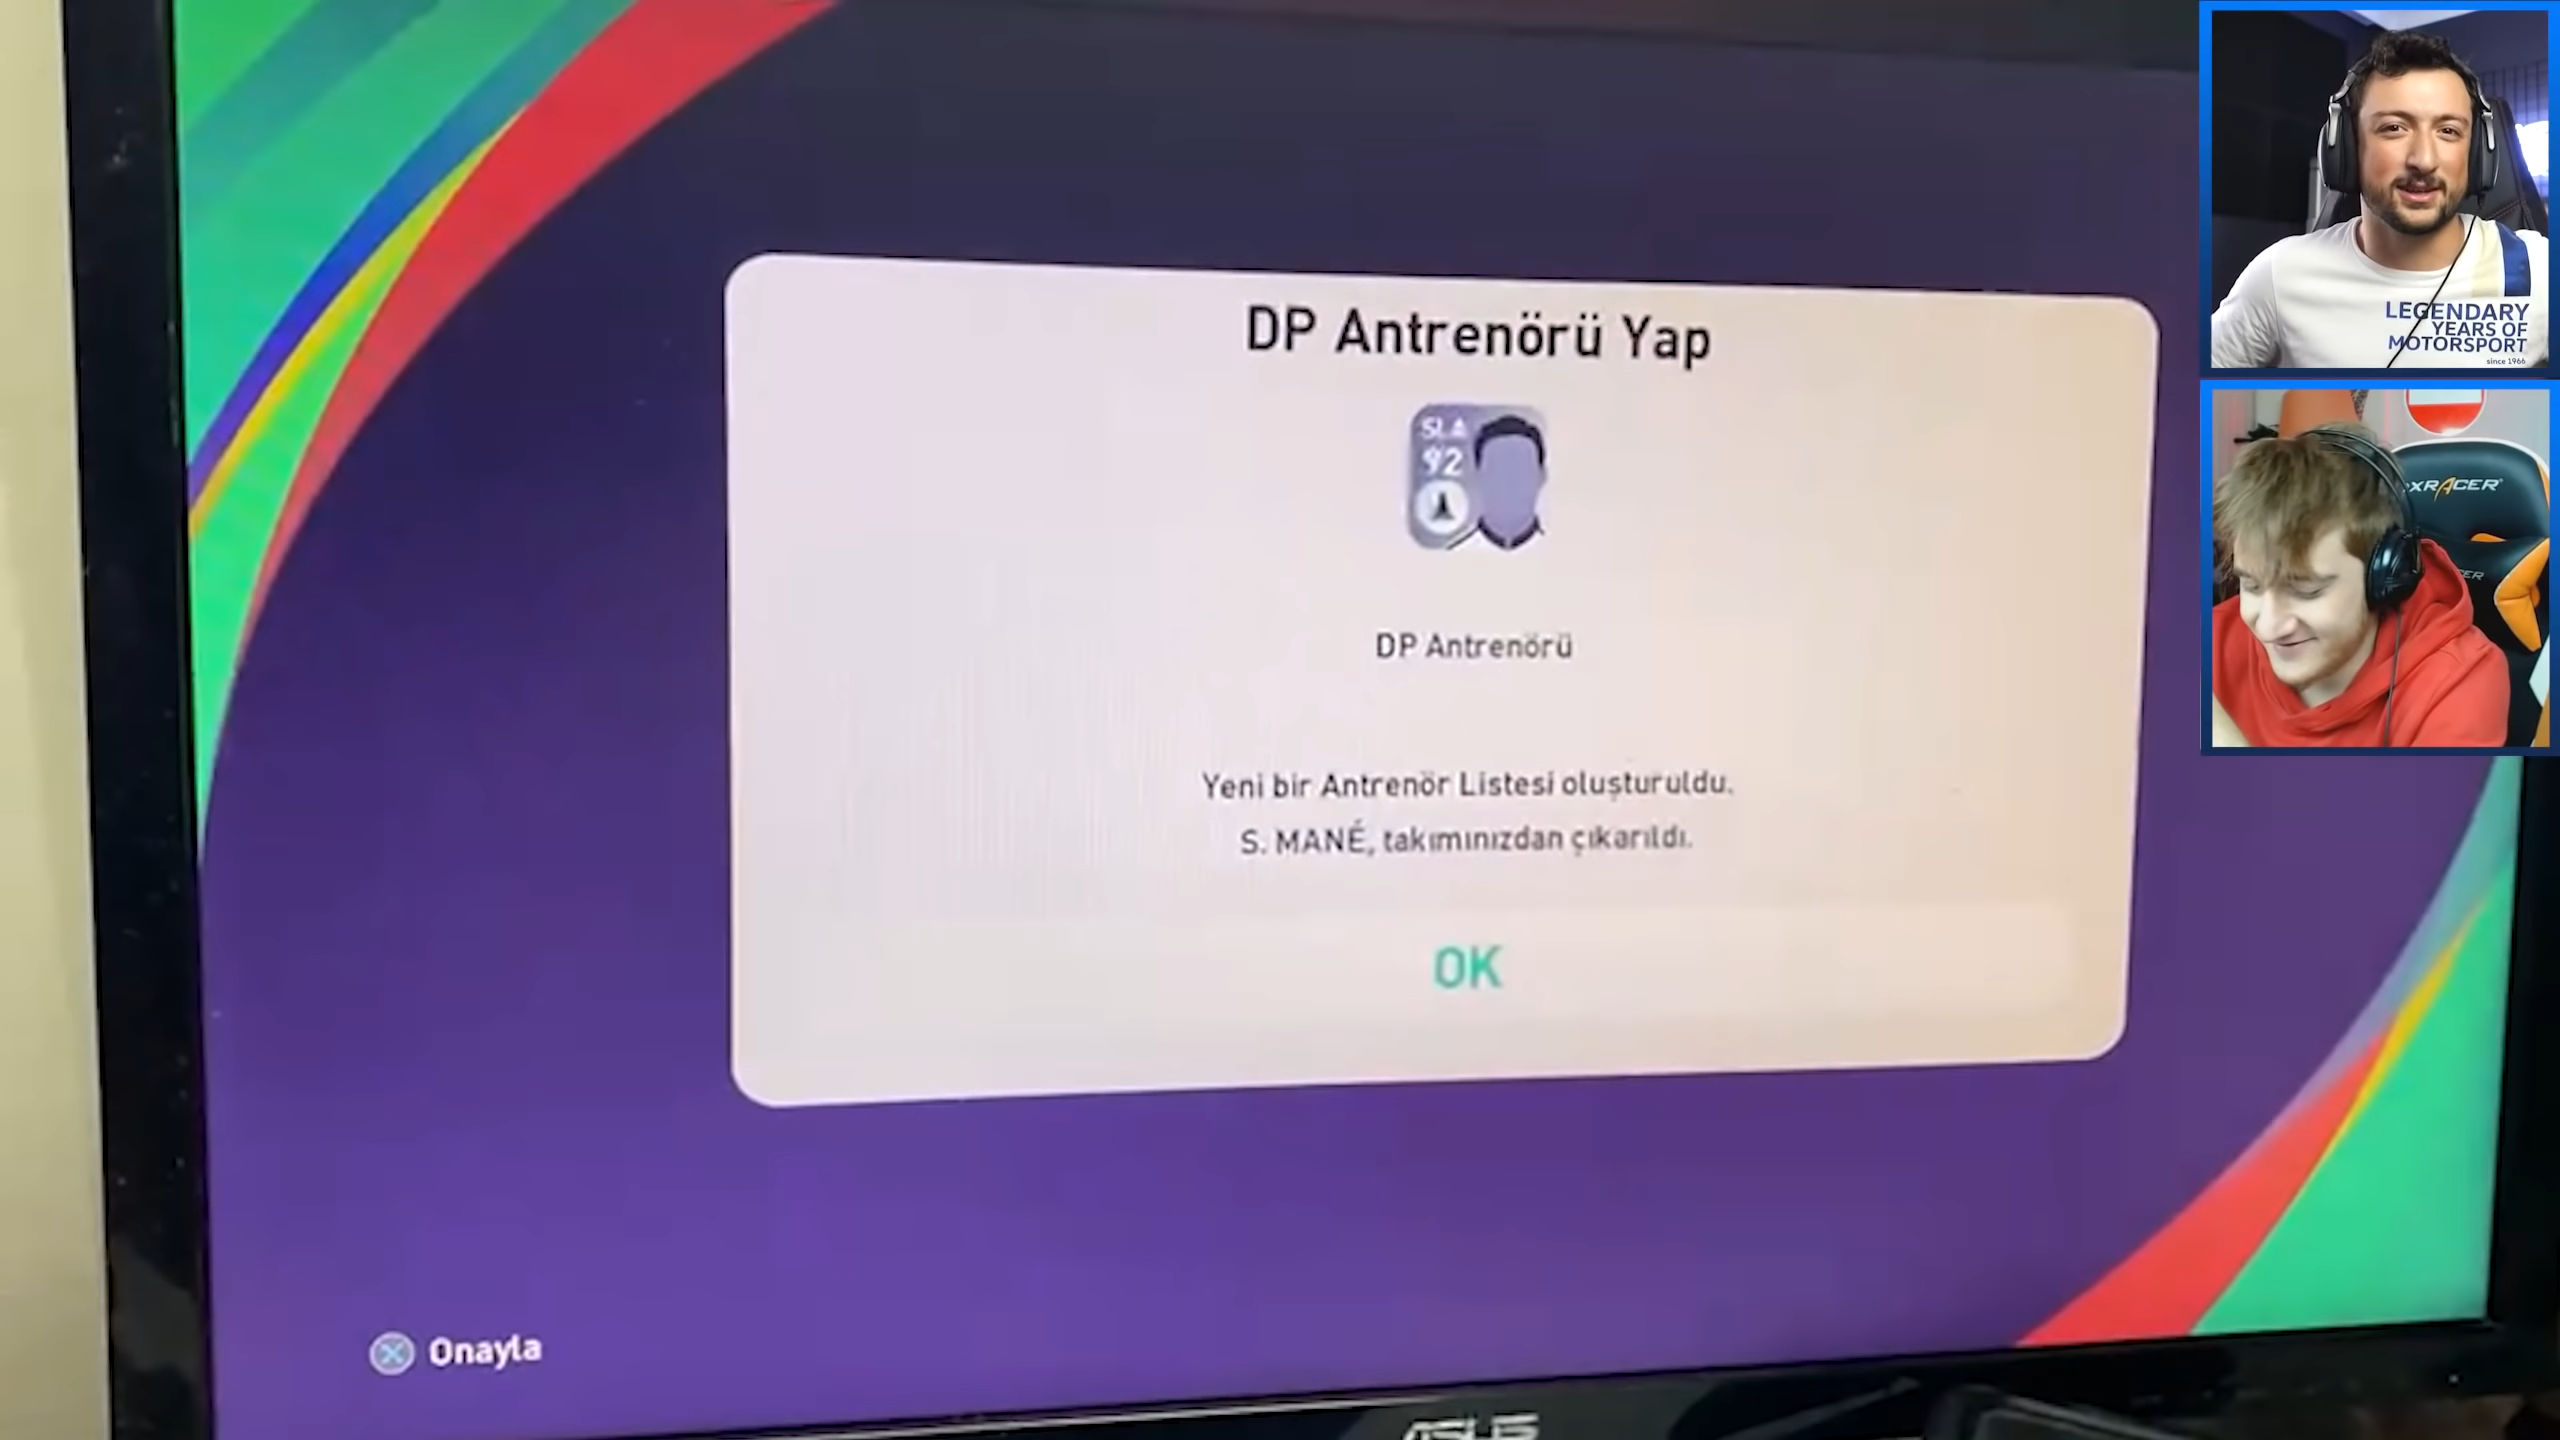 DP Antrenörü Yap
SLA
92
DP Antrenörü
Yeni bir Antrenör Listesi oluşturuldu.
S. MANÉ, takımınızdan çıkarıldı.
OK
Onayla
ASUS
LEGENDARY
YEARS OF
MOTORSPORT
since 1966
XRACER